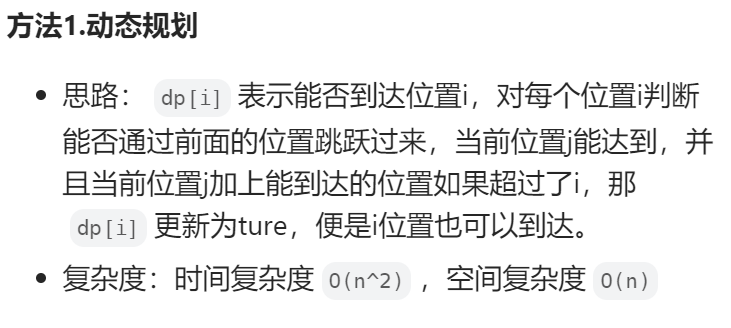 方法1.动态规划
• 思路： dp[i] 表示能否到达位置i，对每个位置i判断
能否通过前面的位置跳跃过来，当前位置j能达到，并
且当前位置j加上能到达的位置如果超过了i，那
dp[i] 更新为ture，便是i位置也可以到达。
• 复杂度：时间复杂度 O(n^2) ，空间复杂度 O(n)